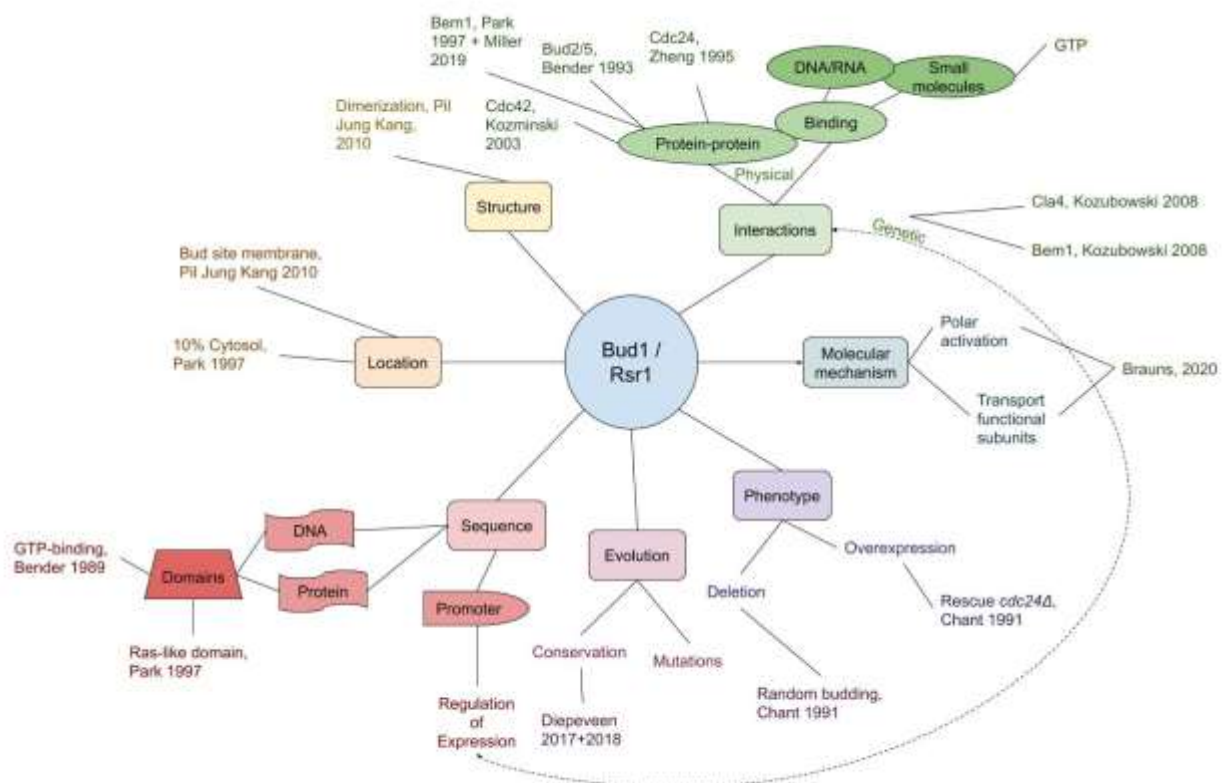 Bem1, Park
1997 + Miller
2019
Bud2/5,
Bender 1993
Cdc24,
Zheng 1995
DNA/RNA
Small
molecules
GTP
Dimerization, Pil
Jung Kang,
2010
Cdc42,
Kozminski
2003
Protein-protein
Binding
Physical
Structure
Interactions
Genetic
Cla4, Kozubowski 2008
Bem1, Kozubowski 2008
Bud site membrane,
Pil Jung Kang 2010
10% Cytosol,
Park 1997
Location
Bud1 /
Rsr1
Molecular
mechanism
Polar
activation
Brauns, 2020
Transport
functional
subunits
Phenotype
Sequence
DNA
GTP-binding,
Bender 1989
Domains
Protein
Promoter
Evolution
Overexpression
Deletion
Rescue cdc24Δ,
Chant 1991
Ras-like domain,
Park 1997
Conservation
Mutations
Random budding,
Chant 1991
Regulation
of
Expression
Diepeveen
2017+2018